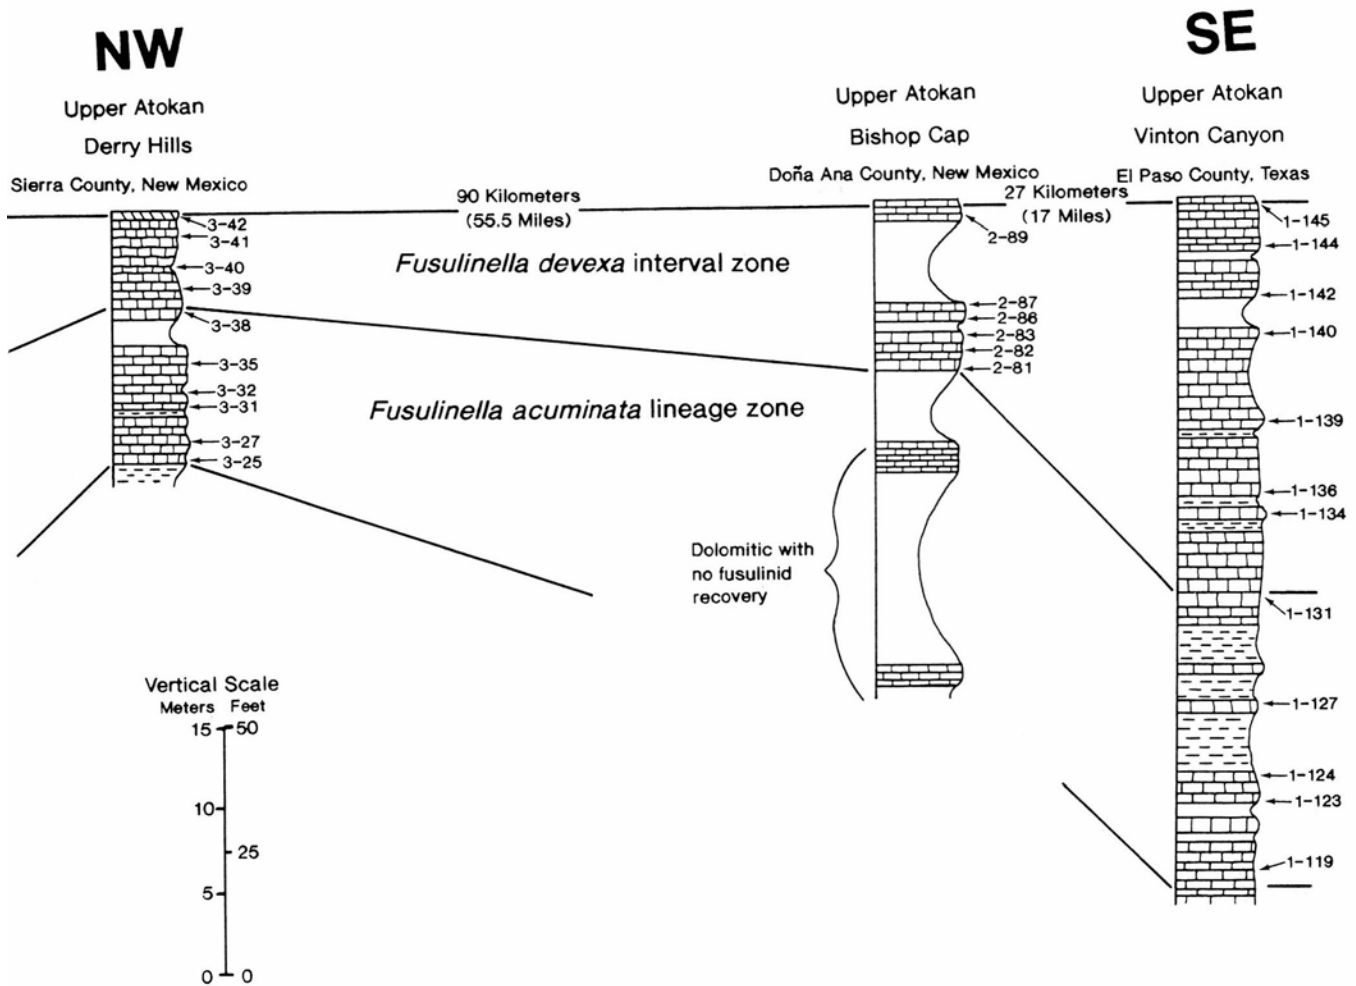 NW
Upper Atokan
Derry Hills
Sierra County, New Mexico
SE
Upper Atokan
Bishop Cap
Doña Ana County, New Mexico
Upper Atokan
Vinton Canyon
El Paso County, Texas
90 Kilometers
(55.5 Miles)
27 Kilometers
(17 Miles)
3-42
3-41
3-40
3-39
3-38
3-35
3-32
3-31
3-27
3-25
Fusulinella devexa interval zone
Fusulinella acuminata lineage zone
2-89
2-87
2-86
2-83
2-82
2-81
Dolomitic with
no fusulinid
recovery
1-145
1-144
1-142
1-140
1-139
1-136
1-134
1-131
1-127
1-124
1-123
1-119
Vertical Scale
Meters Feet
15 50
10
25
5
0 0